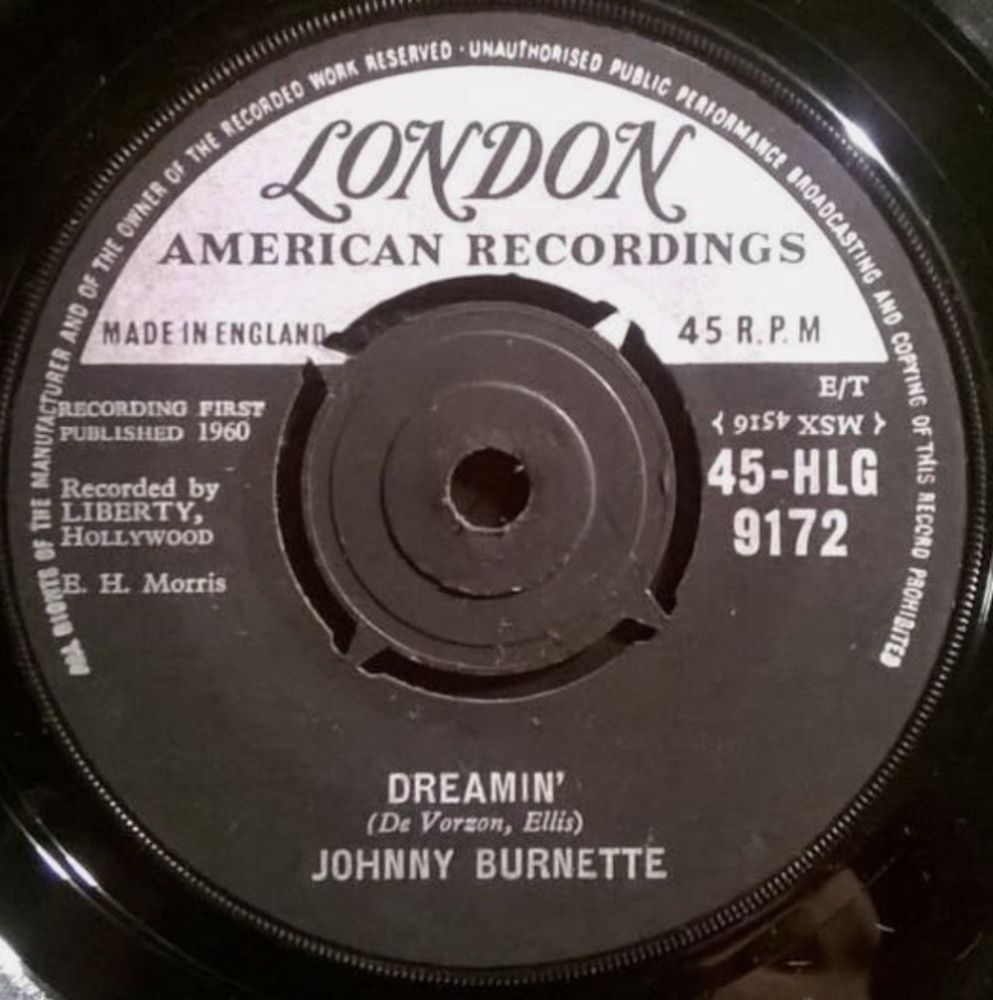 ALL RIGHTS OF THE MANUFACTURER AND OF THE OWNER OF THE RECORDED WORK RESERVED · UNAUTHORISED PUBLIC PERFORMANCE BROADCASTING AND COPYING OF THIS RECORD PROHIBITED
LONDON
AMERICAN RECORDINGS
MADE IN ENGLAND
45 R.P.M
E/T
RECORDING FIRST
PUBLISHED 1960
MSX 4516
45-HLG
9172
Recorded by
LIBERTY,
HOLLYWOOD
E. H. Morris
DREAMIN'
(De Vorzon, Ellis)
JOHNNY BURNETTE